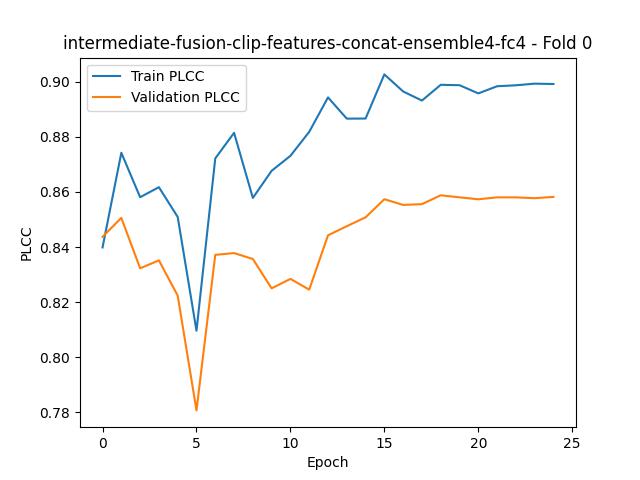 intermediate-fusion-clip-features-concat-ensemble4-fc4 - Fold 0
Train PLCC
Validation PLCC
0.90
0.88
0.86
0.84
0.82
0.80
0.78
PLCC
0 5 10 15 20 25
Epoch